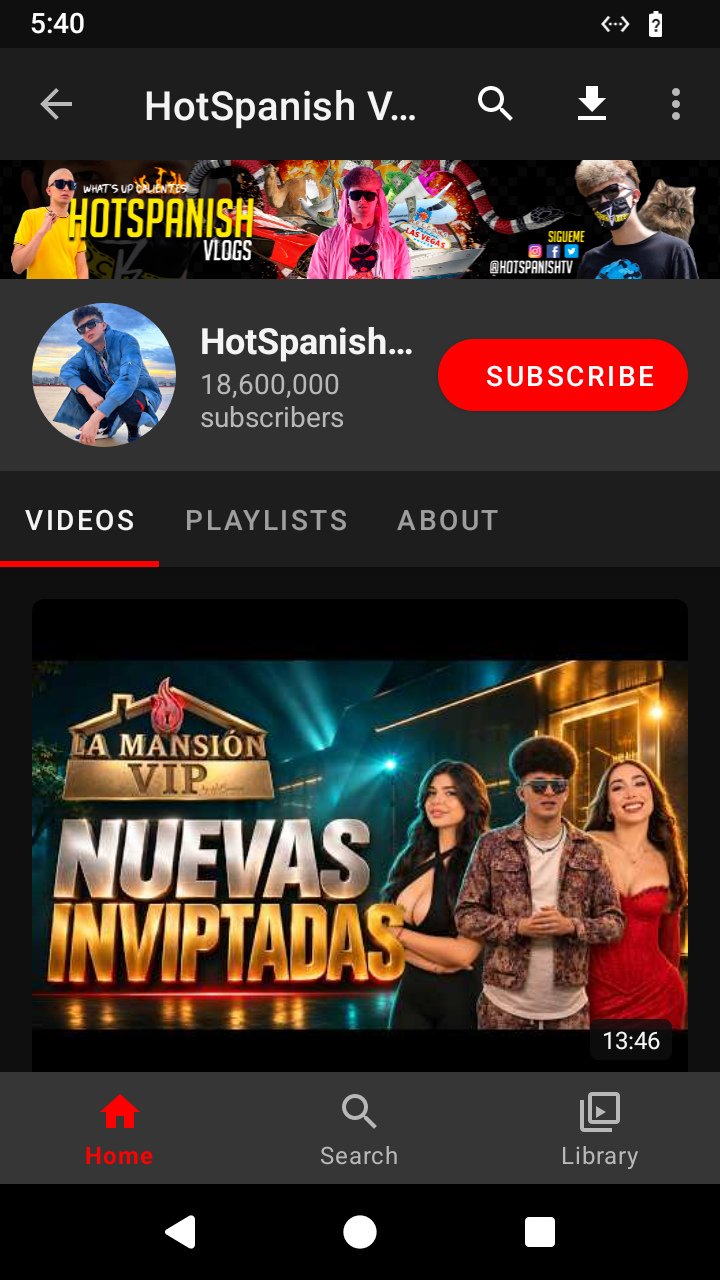 5:40
HotSpanish V...
WHAT'S UP CALIENTES
HOTSPANISH
VLOGS
LAS VEGAS
SIGUEME
@HOTSPANISHTV
HotSpanish...
18,600,000
subscribers
SUBSCRIBE
VIDEOS
PLAYLISTS
ABOUT
LA MANSIÓN
VIP
NUEVAS
INVIPTADAS
13:46
Home
Search
Library